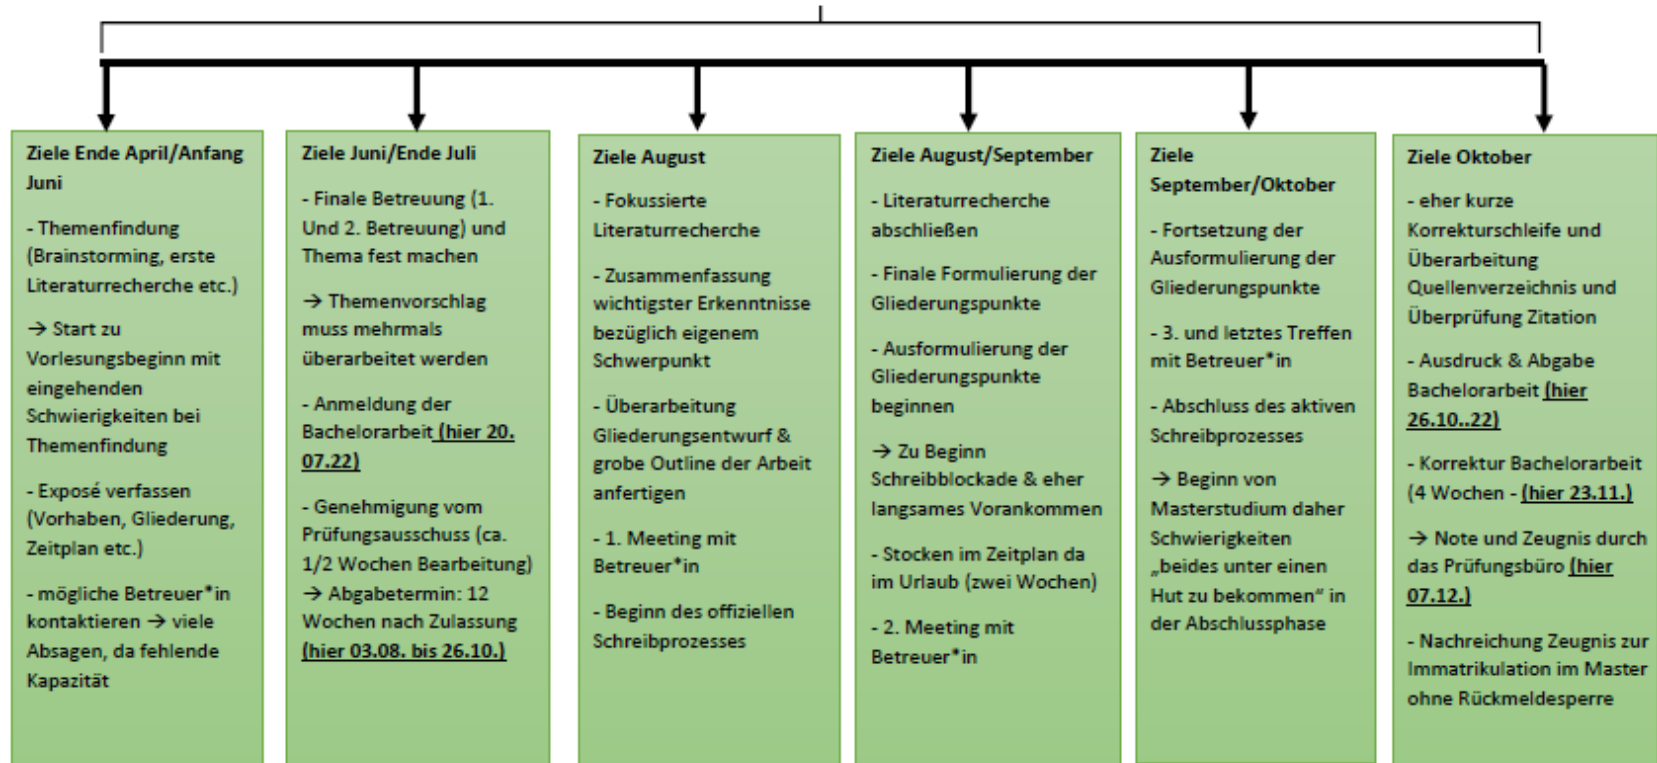 Ziele Ende April/Anfang
Juni
- Themenfindung
(Brainstorming, erste
Literaturrecherche etc.)
→ Start zu
Vorlesungsbeginn mit
eingehenden
Schwierigkeiten bei
Themenfindung
- Exposé verfassen
(Vorhaben, Gliederung,
Zeitplan etc.)
- mögliche Betreuer*in
kontaktieren → viele
Absagen, da fehlende
Kapazität
Ziele Juni/Ende Juli
- Finale Betreuung (1.
Und 2. Betreuung) und
Thema fest machen
→ Themenvorschlag
muss mehrmals
überarbeitet werden
- Anmeldung der
Bachelorarbeit (hier 20.
07.22)
- Genehmigung vom
Prüfungsausschuss (ca.
1/2 Wochen Bearbeitung)
→ Abgabetermin: 12
Wochen nach Zulassung
(hier 03.08. bis 26.10.)
Ziele August
- Fokussierte
Literaturrecherche
- Zusammenfassung
wichtigster Erkenntnisse
bezüglich eigenem
Schwerpunkt
- Überarbeitung
Gliederungsentwurf &
grobe Outline der Arbeit
anfertigen
- 1. Meeting mit
Betreuer*in
- Beginn des offiziellen
Schreibprozesses
Ziele August/September
- Literaturrecherche
abschließen
- Finale Formulierung der
Gliederungspunkte
- Ausformulierung der
Gliederungspunkte
beginnen
→ Zu Beginn
Schreibblockade & eher
langsames Vorankommen
- Stocken im Zeitplan da
im Urlaub (zwei Wochen)
- 2. Meeting mit
Betreuer*in
Ziele
September/Oktober
- Fortsetzung der
Ausformulierung der
Gliederungspunkte
- 3. und letztes Treffen
mit Betreuer*in
- Abschluss des aktiven
Schreibprozesses
→ Beginn von
Masterstudium daher
Schwierigkeiten
„beides unter einen
Hut zu bekommen“ in
der Abschlussphase
Ziele Oktober
- eher kurze
Korrekturschleife und
Überarbeitung
Quellenverzeichnis und
Überprüfung Zitation
- Ausdruck & Abgabe
Bachelorarbeit (hier
26.10..22)
- Korrektur Bachelorarbeit
(4 Wochen - (hier 23.11.)
→ Note und Zeugnis durch
das Prüfungsbüro (hier
07.12.)
- Nachreichung Zeugnis zur
Immatrikulation im Master
ohne Rückmeldesperre